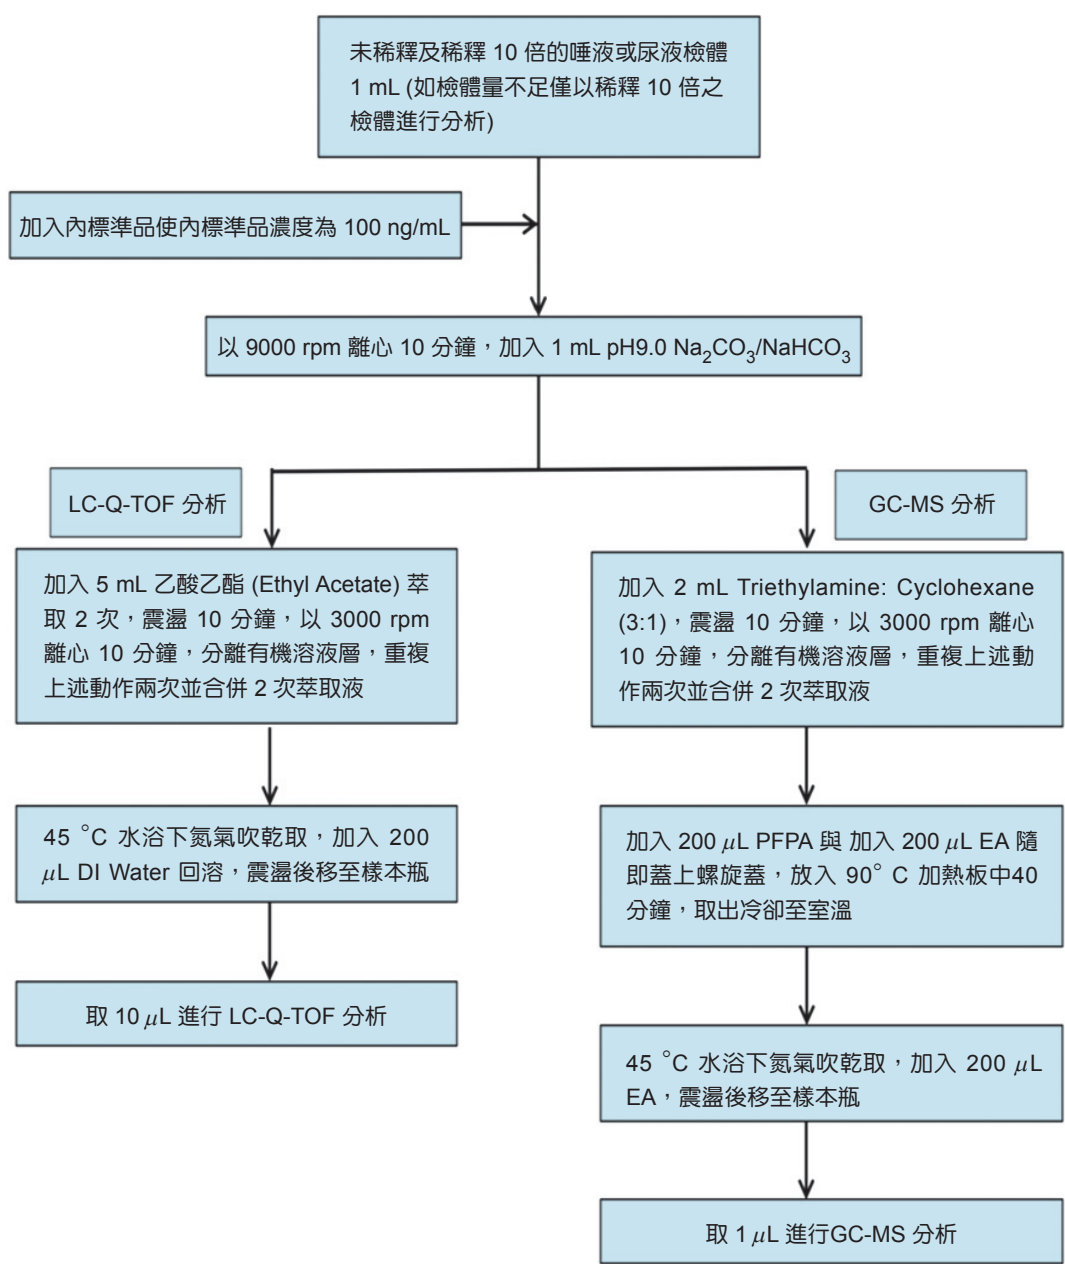 未稀釋及稀釋 10 倍的唾液或尿液檢體
1 mL (如檢體量不足僅以稀釋 10 倍之
檢體進行分析)
加入內標準品使內標準品濃度為 100 ng/mL
以 9000 rpm 離心 10 分鐘，加入 1 mL pH9.0 Na₂CO₃/NaHCO₃
LC-Q-TOF 分析
加入 5 mL 乙酸乙酯 (Ethyl Acetate) 萃
取 2 次，震盪 10 分鐘，以 3000 rpm
離心 10 分鐘，分離有機溶液層，重複
上述動作兩次並合併 2 次萃取液
45 °C 水浴下氮氣吹乾取，加入 200
μL DI Water 回溶，震盪後移至樣本瓶
取 10 μL 進行 LC-Q-TOF 分析
GC-MS 分析
加入 2 mL Triethylamine: Cyclohexane
(3:1)，震盪 10 分鐘，以 3000 rpm 離心
10 分鐘，分離有機溶液層，重複上述動
作兩次並合併 2 次萃取液
加入 200 μL PFPA 與 加入 200 μL EA 隨
即蓋上螺旋蓋，放入 90° C 加熱板中40
分鐘，取出冷卻至室溫
45 °C 水浴下氮氣吹乾取，加入 200 μL
EA，震盪後移至樣本瓶
取 1 μL 進行GC-MS 分析